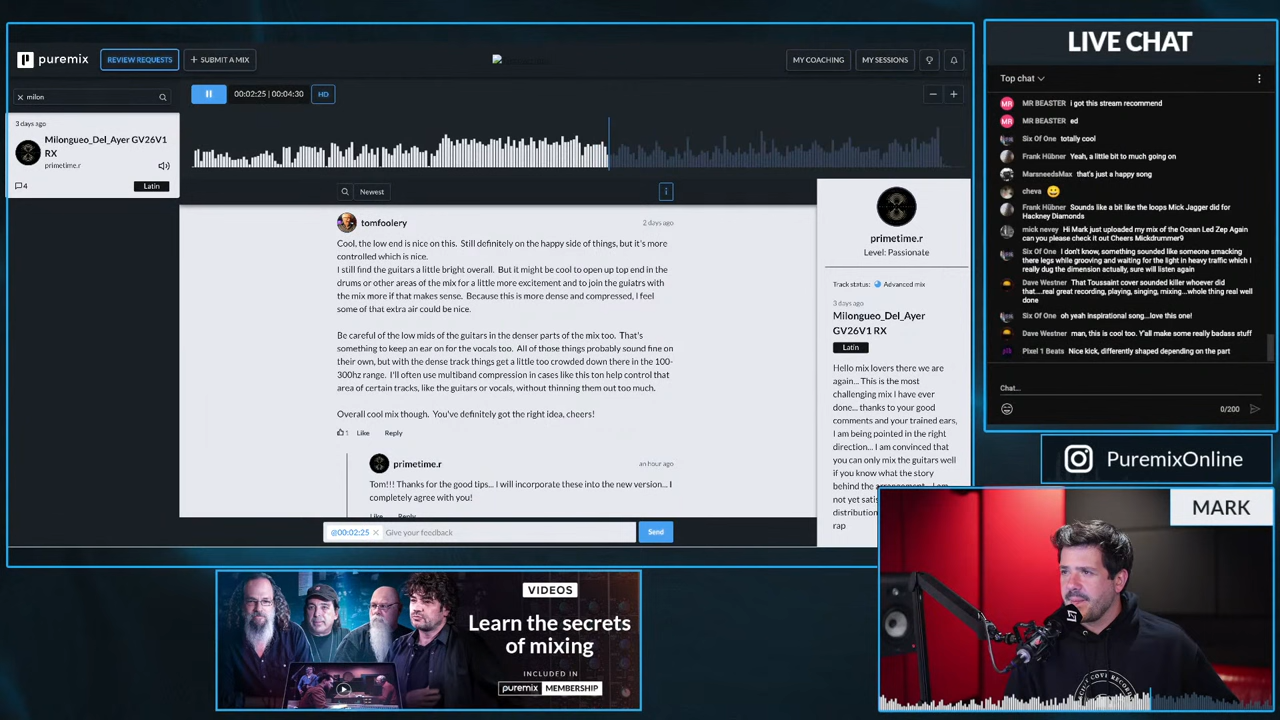 puremix
REVIEW REQUESTS
+ SUBMIT A MIX
MY COACHING
MY SESSIONS
milon
00:02:25 | 00:04:30
HD
3 days ago
Milongueo_Del_Ayer GV26V1
RX
primetime.r
4
Latin
Newest
tomfoolery
2 days ago
Cool, the low end is nice on this. Still definitely on the happy side of things, but it's more
controlled which is nice.
I still find the guitars a little bright overall. But it might be cool to open up top end in the
drums or other areas of the mix for a little more excitement and to join the guiatrs with
the mix more if that makes sense. Because this is more dense and compressed, I feel
some of that extra air could be nice.
Be careful of the low mids of the guitars in the denser parts of the mix too. That's
something to keep an ear on for the vocals too. All of those things probably sound fine on
their own, but with the dense track things get a little too crowded down there in the 100-
300hz range. I'll often use multiband compression in cases like this ton help control that
area of certain tracks, like the guitars or vocals, without thinning them out too much.
Overall cool mix though. You've definitely got the right idea, cheers!
1 Like Reply
primetime.r
an hour ago
Tom!!! Thanks for the good tips... I will incorporate these into the new version... I
completely agree with you!
Like Reply
@00:02:25 × Give your feedback
Send
primetime.r
Level: Passionate
Track status: Advanced mix
3 days ago
Milongueo_Del_Ayer
GV26V1 RX
Latin
Hello mix lovers there we are
again... This is the most
challenging mix I have ever
done... thanks to your good
comments and your trained ears,
I am being pointed in the right
direction... I am convinced that
you can only mix the guitars well
if you know what the story
behind the arrangement... I am
not yet satis
distribution
rap
LIVE CHAT
Top chat
MR BEASTER i got this stream recommend
MR BEASTER ed
Six Of One totally cool
Frank Hübner Yeah, a little bit to much going on
MarsneedsMax that's just a happy song
cheva 😀
Frank Hübner Sounds like a bit like the loops Mick Jagger did for
Hackney Diamonds
mick nevey Hi Mark just uploaded my mix of the Ocean Led Zep Again
can you please check it out Cheers Mickdrummer9
Six Of One I don't know, something sounded like someone smacking
there legs while grooving and waiting for the light in heavy traffic which I
really dug the dimension actually, sure will listen again
Dave Westner That Toussaint cover sounded killer whoever did
that....real great recording, playing, singing, mixing...whole thing real well
done
Six Of One oh yeah inspirational song...love this one!
Dave Westner man, this is cool too. Y'all make some really badass stuff
Pixel 1 Beats Nice kick, differently shaped depending on the part
Chat...
0/200
PuremixOnline
MARK
VIDEOS
Learn the secrets
of mixing
INCLUDED IN
puremix MEMBERSHIP